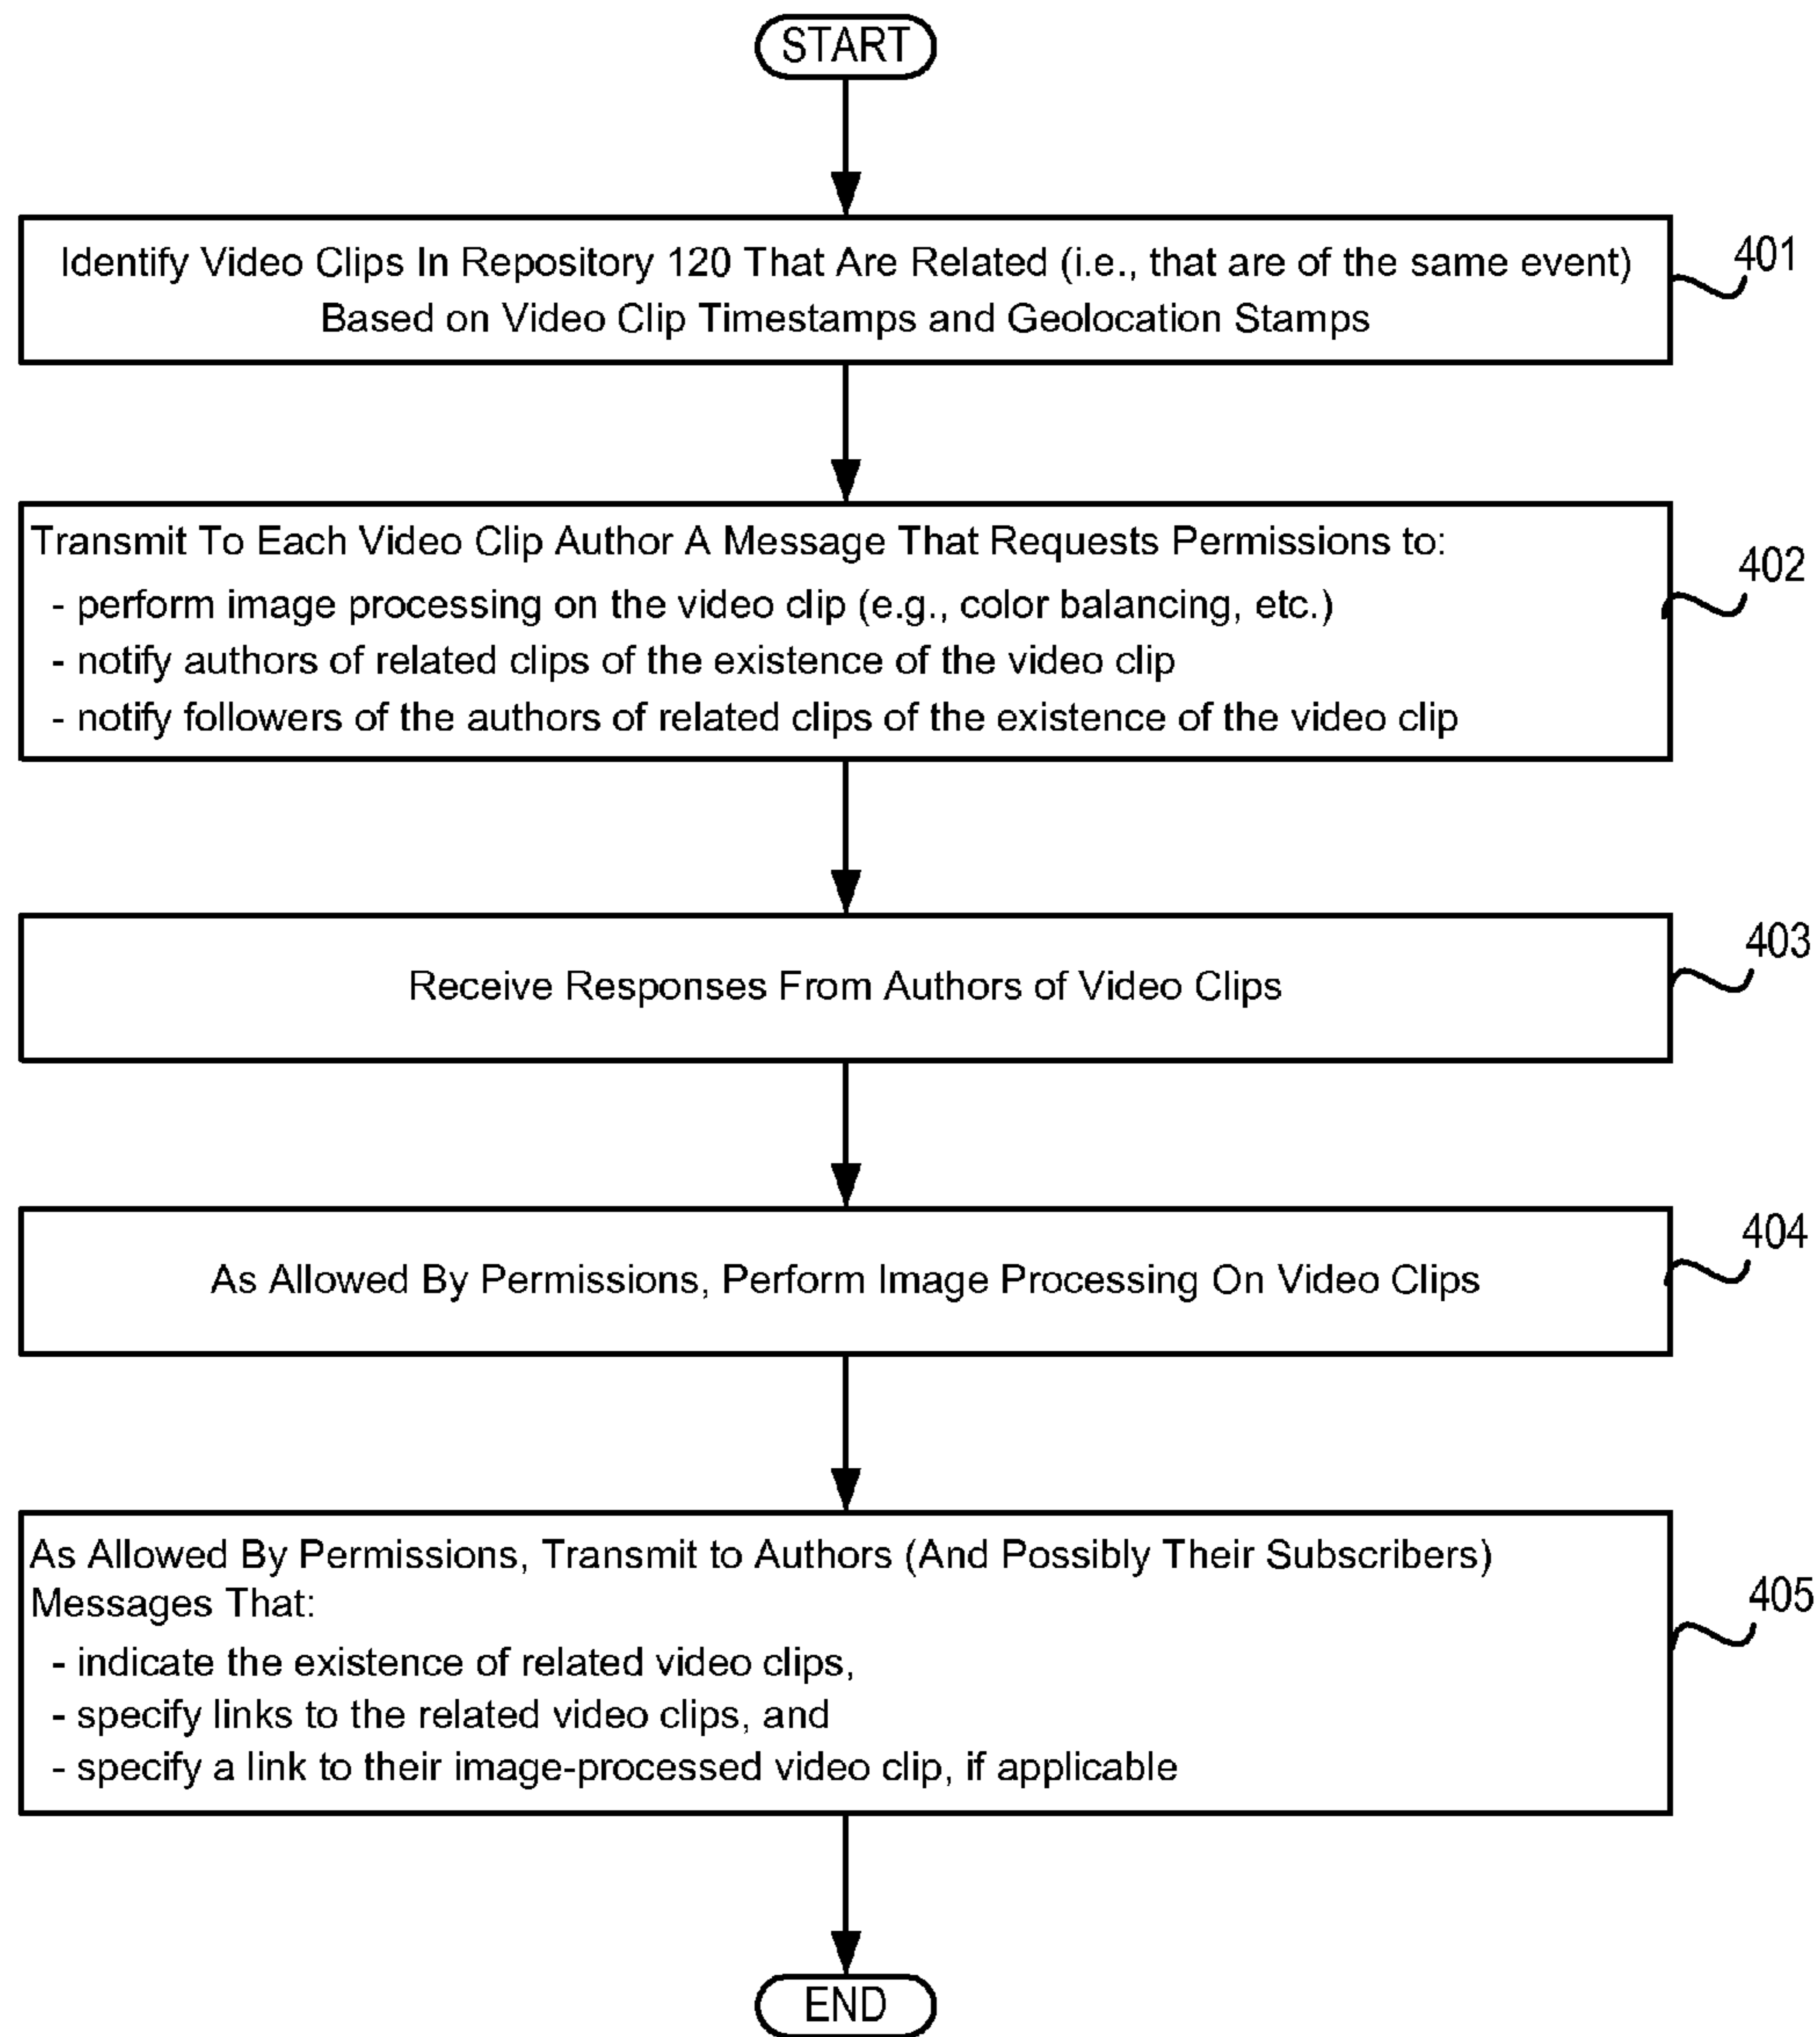 START
Identify Video Clips In Repository 120 That Are Related (i.e., that are of the same event)
Based on Video Clip Timestamps and Geolocation Stamps
401
Transmit To Each Video Clip Author A Message That Requests Permissions to:
- perform image processing on the video clip (e.g., color balancing, etc.)
- notify authors of related clips of the existence of the video clip
- notify followers of the authors of related clips of the existence of the video clip
402
Receive Responses From Authors of Video Clips
403
As Allowed By Permissions, Perform Image Processing On Video Clips
404
As Allowed By Permissions, Transmit to Authors (And Possibly Their Subscribers)
Messages That:
- indicate the existence of related video clips,
- specify links to the related video clips, and
- specify a link to their image-processed video clip, if applicable
405
END